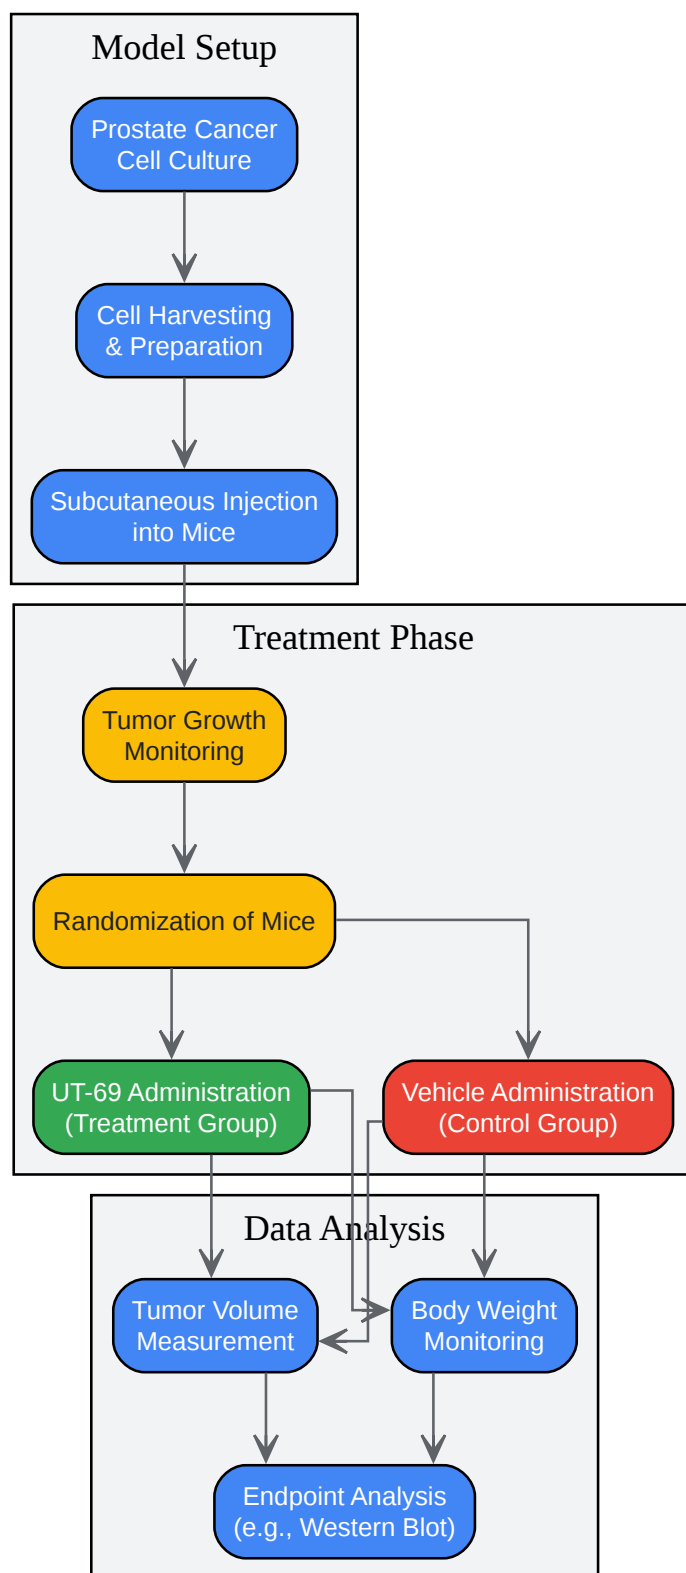 Model Setup
Prostate Cancer
Cell Culture
Cell Harvesting
& Preparation
Subcutaneous Injection
into Mice
Treatment Phase
Tumor Growth
Monitoring
Randomization of Mice
UT-69 Administration
(Treatment Group)
Vehicle Administration
(Control Group)
Data Analysis
Tumor Volume
Measurement
Body Weight
Monitoring
Endpoint Analysis
(e.g., Western Blot)